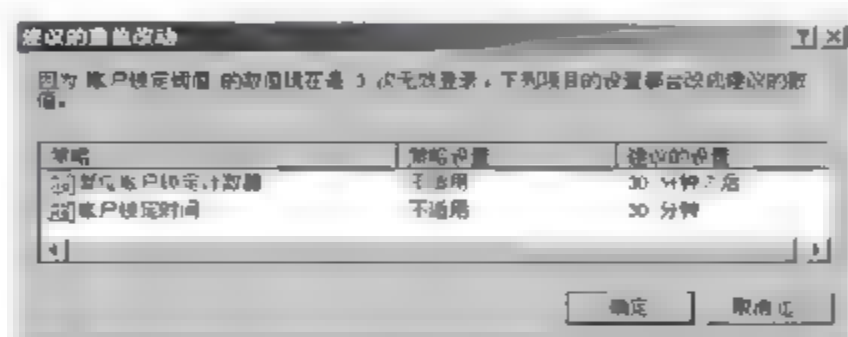 建议的数值改动
因为 帐户锁定阈值 的数值现在是 3 次无效登录，下列项目的设置都会改成建议的数
值。
策略 策略设置 建议的设置
复位帐户锁定计数器 不适用 30 分钟之后
帐户锁定时间 不适用 30 分钟
确定 取消